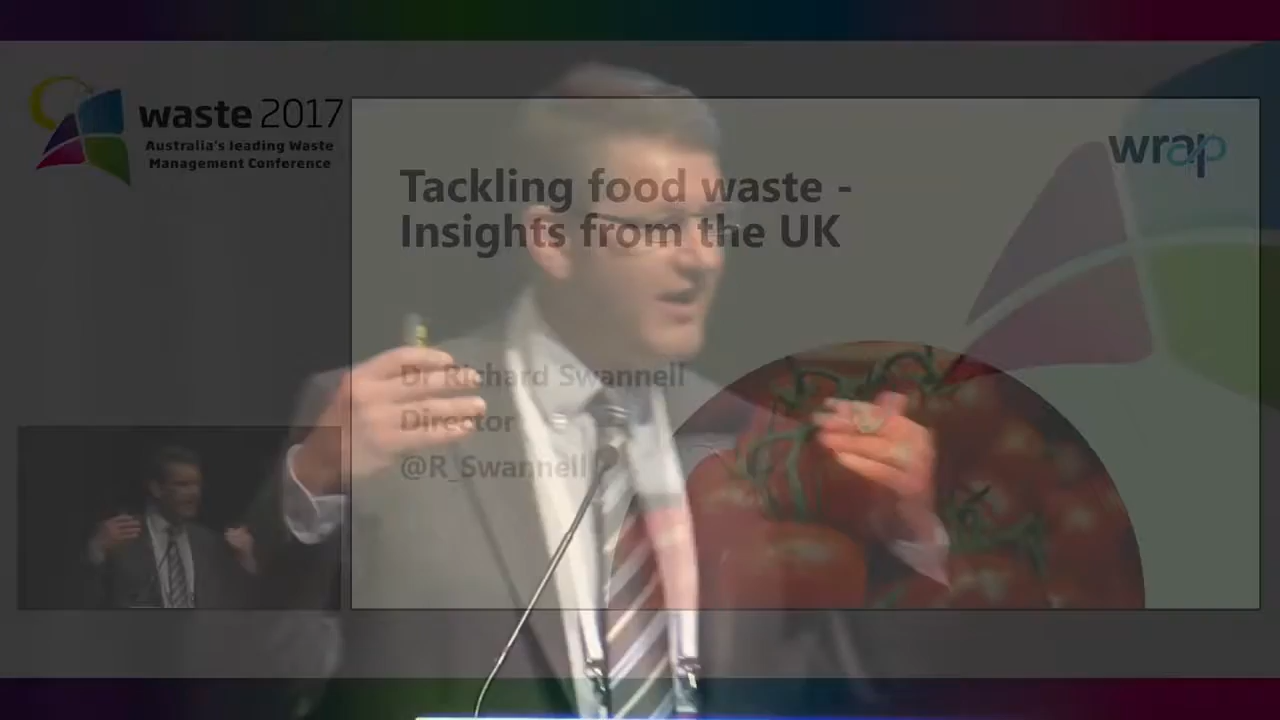 waste 2017
Australia's leading Waste
Management Conference
wrap
Tackling food waste -
Insights from the UK
Dr Richard Swannell
Director
@R_Swannell